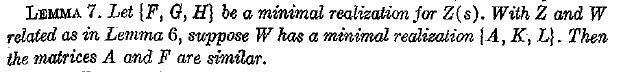 LEMMA 7. Let {F, G, H} be a minimal realization for Z(s). With Z and W
related as in Lemma 6, suppose W has a minimal realization {A, K, L}. Then
the matrices A and F are similar.